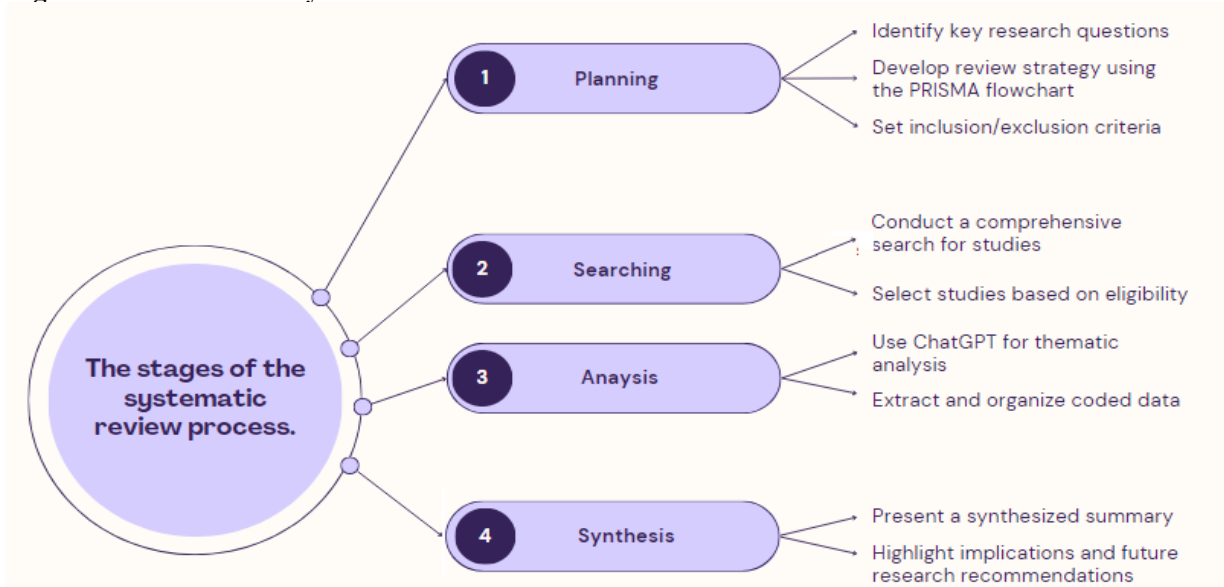 The stages of the
systematic
review process.
1
Planning
Identify key research questions
Develop review strategy using
the PRISMA flowchart
Set inclusion/exclusion criteria
2
Searching
Conduct a comprehensive
search for studies
Select studies based on eligibility
3
Anaysis
Use ChatGPT for thematic
analysis
Extract and organize coded data
4
Synthesis
Present a synthesized summary
Highlight implications and future
research recommendations